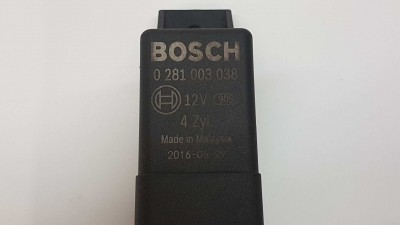 BOSCH
0 281 003 038
12V
4 Zyl.
Made in Malaysia